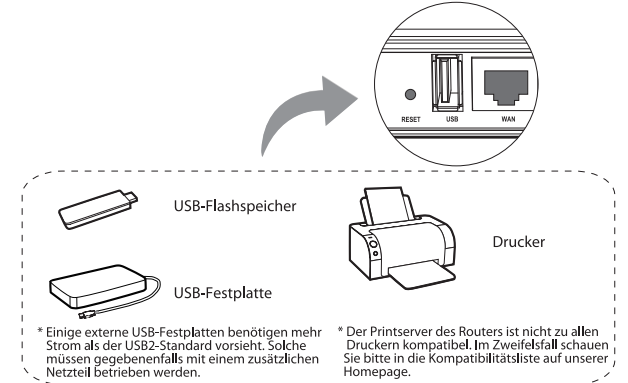 RESET USB WAN
USB-Flashspeicher
USB-Festplatte
* Einige externe USB-Festplatten benötigen mehr
Strom als der USB2-Standard vorsieht. Solche
müssen gegebenenfalls mit einem zusätzlichen
Netzteil betrieben werden.
Drucker
* Der Printserver des Routers ist nicht zu allen
Druckern kompatibel. Im Zweifelsfall schauen
Sie bitte in die Kompatibilitätsliste auf unserer
Homepage.